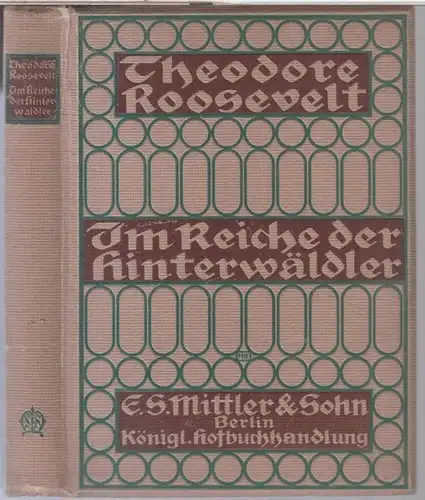 Theodore
Roosevelt
Im Reiche
der Hinter
wäldler
Theodore
Roosevelt
Im Reiche der
Hinterwäldler
E.S. Mittler & Sohn
Berlin
Königl. Hofbuchhandlung